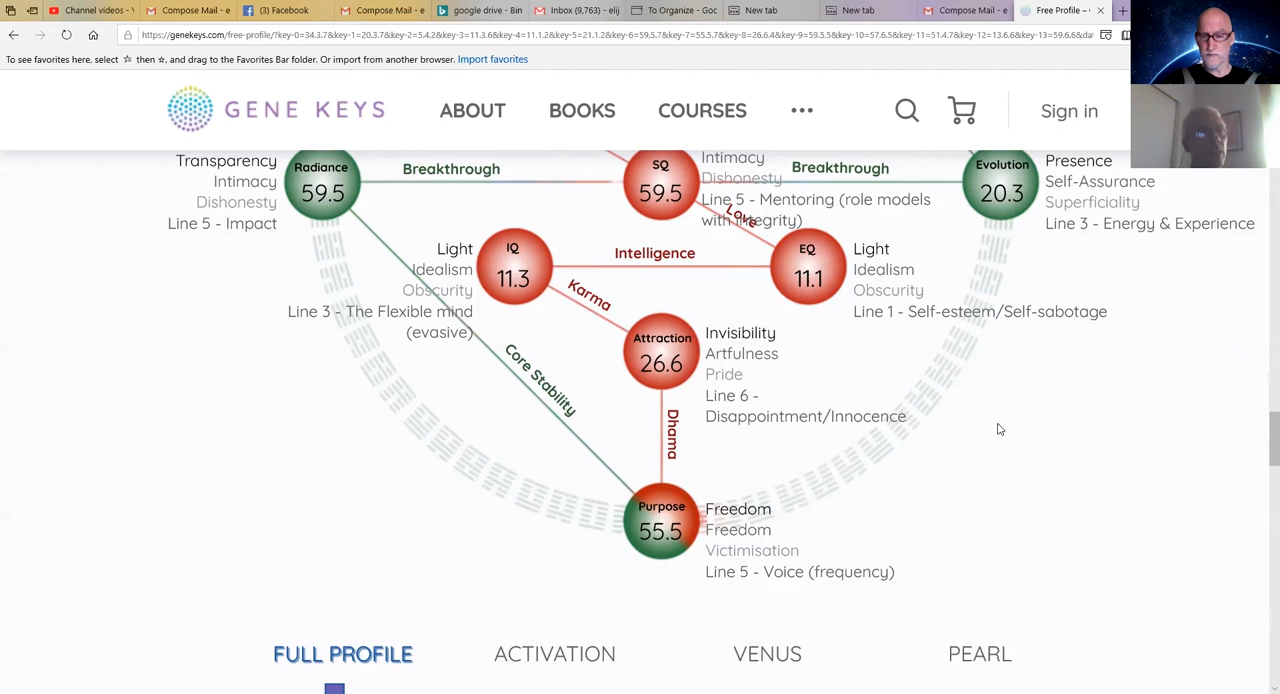 Channel videos - Y
Compose Mail - e
(3) Facebook
Compose Mail - e
google drive - Bin
Inbox (9,763) - elij
To Organize - Goo
New tab
New tab
Compose Mail - e
Free Profile –
https://genekeys.com/free-profile/?key-0=34.3.7&key-1=20.3.7&key-2=5.4.2&key-3=11.3.6&key-4=11.1.2&key-5=21.1.2&key-6=59.5.7&key-7=55.5.7&key-8=26.6.4&key-9=59.5.5&key-10=57.6.5&key-11=51.4.7&key-12=13.6.6&key-13=59.6.6&dat
To see favorites here, select then ☆, and drag to the Favorites Bar folder. Or import from another browser. Import favorites
GENE KEYS
ABOUT
BOOKS
COURSES
•••
Sign in
Transparency
Intimacy
Dishonesty
Line 5 - Impact
Radiance
59.5
Breakthrough
SQ
59.5
Intimacy
Dishonesty
Line 5 - Mentoring (role models
with integrity)
Breakthrough
Evolution
20.3
Presence
Self-Assurance
Superficiality
Line 3 - Energy & Experience
Love
Light
Idealism
Obscurity
Line 3 - The Flexible mind
(evasive)
IQ
11.3
Intelligence
EQ
11.1
Light
Idealism
Obscurity
Line 1 - Self-esteem/Self-sabotage
Karma
Attraction
26.6
Invisibility
Artfulness
Pride
Line 6 -
Disappointment/Innocence
Core Stability
Dhama
Purpose
55.5
Freedom
Freedom
Victimisation
Line 5 - Voice (frequency)
FULL PROFILE
ACTIVATION
VENUS
PEARL